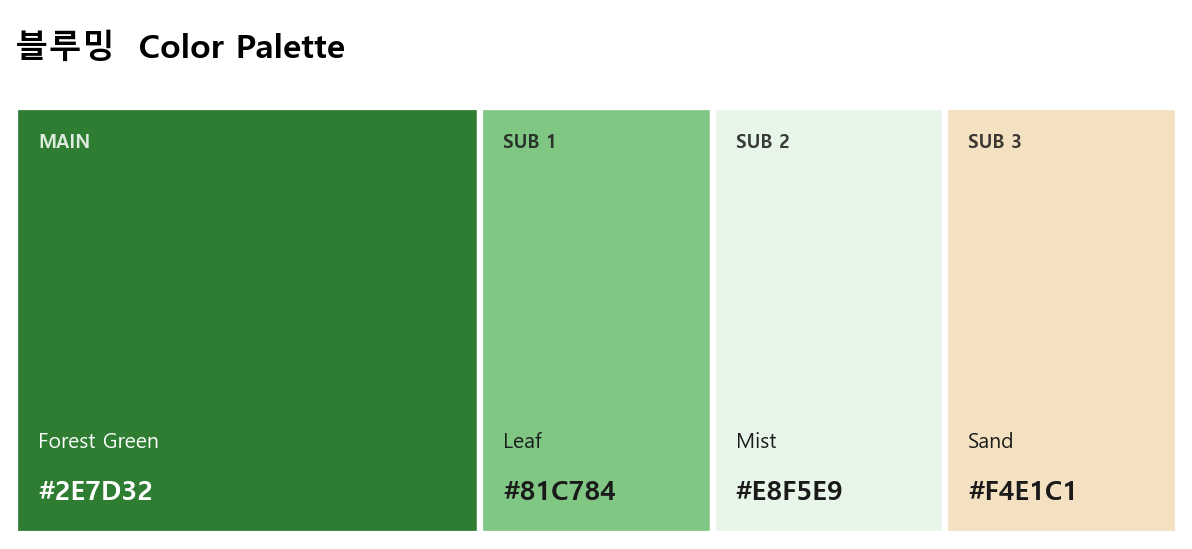 블루밍 Color Palette
MAIN
Forest Green
#2E7D32
SUB 1
Leaf
#81C784
SUB 2
Mist
#E8F5E9
SUB 3
Sand
#F4E1C1